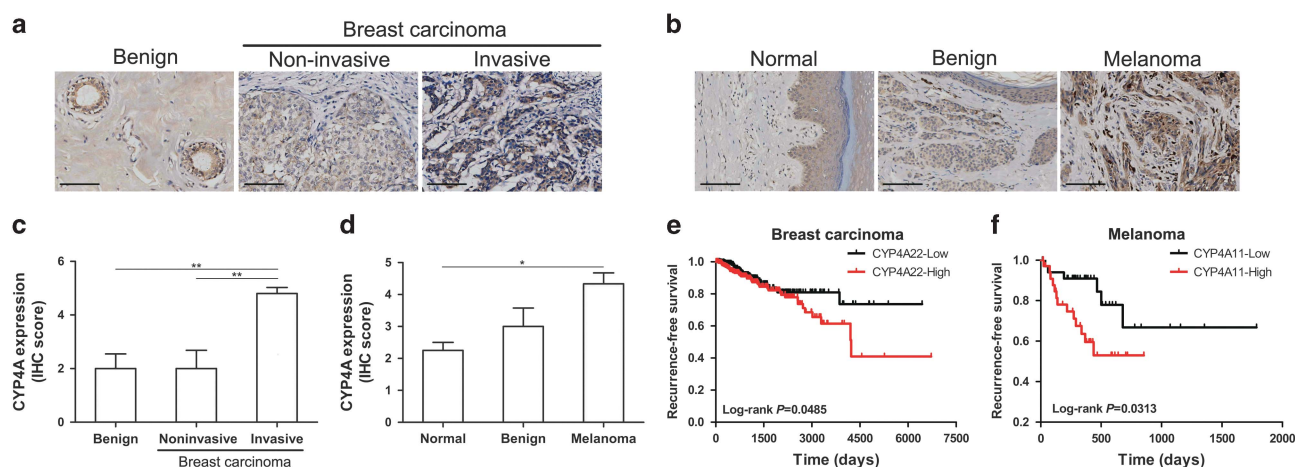 a
Breast carcinoma
Benign
Non-invasive
Invasive
b
Normal
Benign
Melanoma
c
CYP4A expression
(IHC score)
6
4
2
0
**
**
Benign
Noninvasive
Invasive
Breast carcinoma
d
CYP4A expression
(IHC score)
5
4
3
2
1
0
*
Normal
Benign
Melanoma
e
Breast carcinoma
CYP4A22-Low
CYP4A22-High
Recurrence-free survival
1.0
0.8
0.6
0.4
0.2
0
Log-rank P=0.0485
0
1500
3000
4500
6000
7500
Time (days)
f
Melanoma
CYP4A11-Low
CYP4A11-High
Recurrence-free survival
1.0
0.8
0.6
0.4
0.2
Log-rank P=0.0313
0
500
1000
1500
2000
Time (days)